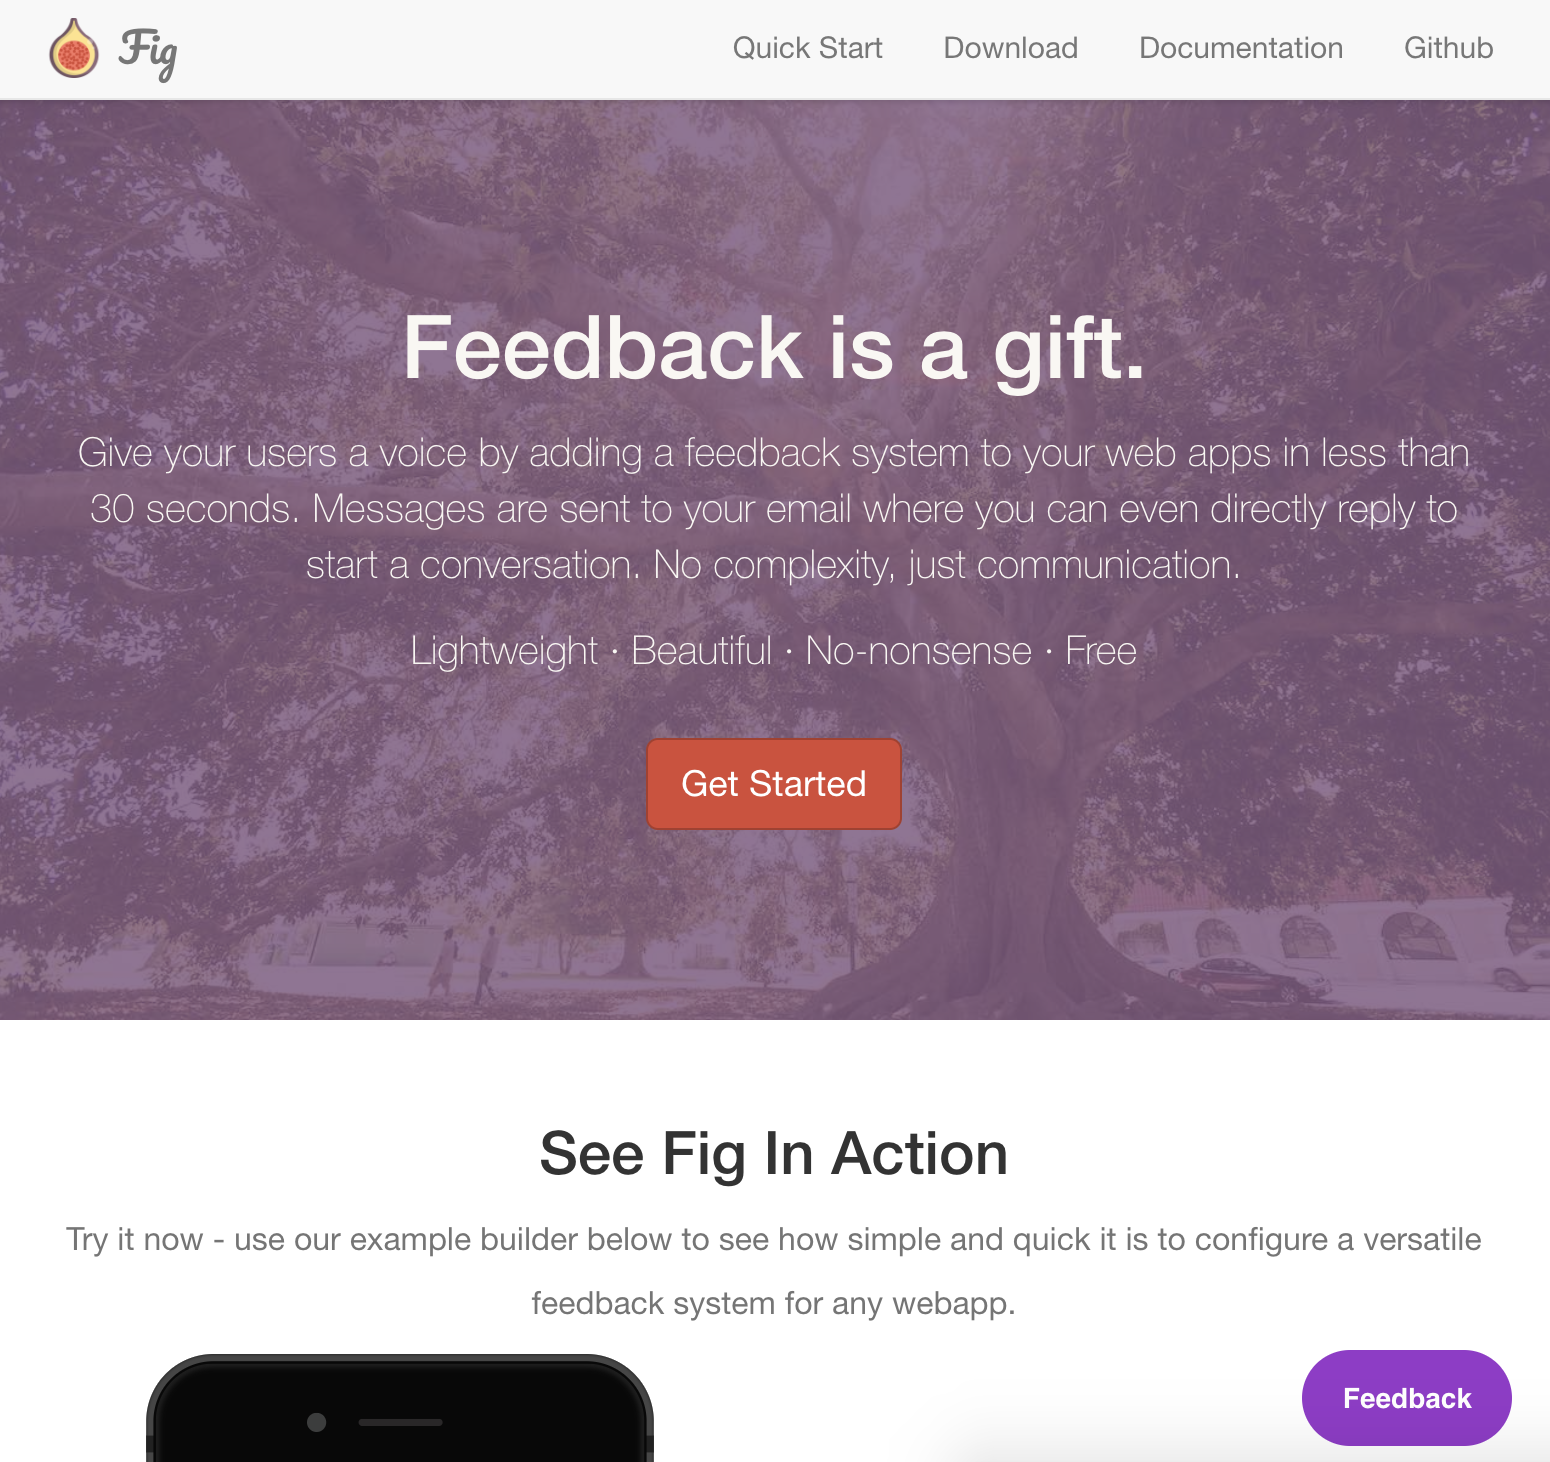 Fig
Quick Start
Download
Documentation
Github
Feedback is a gift.
Give your users a voice by adding a feedback system to your web apps in less than
30 seconds. Messages are sent to your email where you can even directly reply to
start a conversation. No complexity, just communication.
Lightweight · Beautiful · No-nonsense · Free
Get Started
See Fig In Action
Try it now - use our example builder below to see how simple and quick it is to configure a versatile
feedback system for any webapp.
Feedback